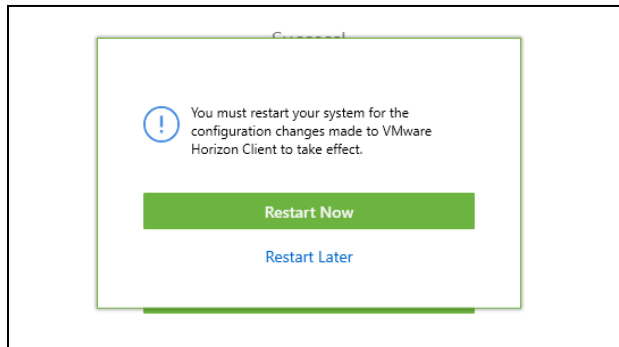 You must restart your system for the
configuration changes made to VMware
Horizon Client to take effect.
Restart Now
Restart Later